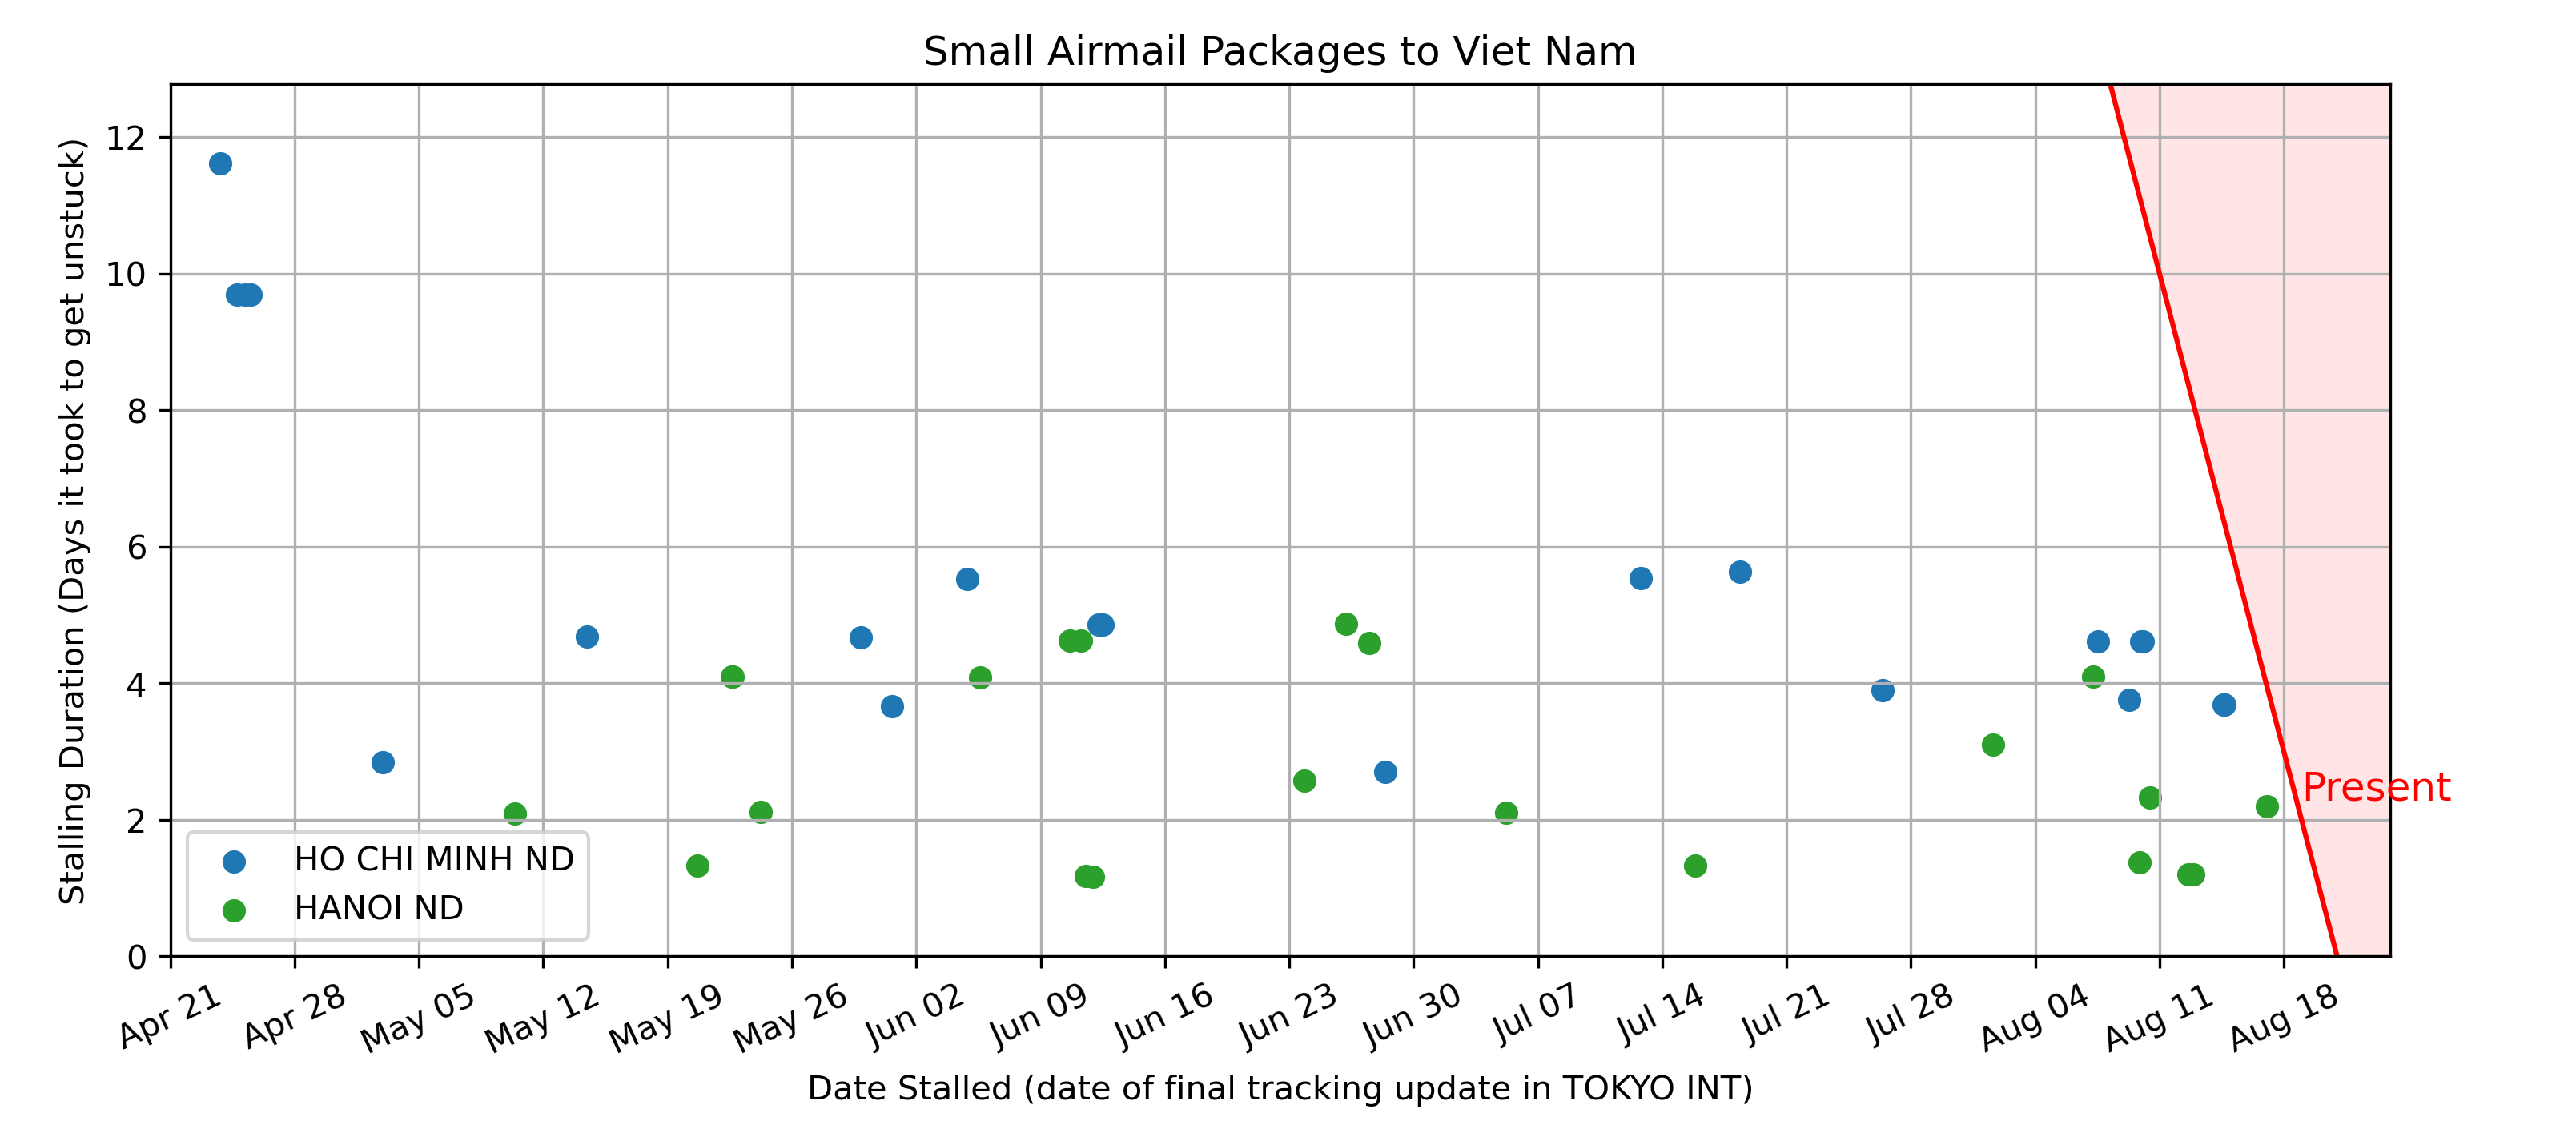 Small Airmail Packages to Viet Nam
Stalling Duration (Days it took to get unstuck)
12
10
8
6
4
2
0
Present
HO CHI MINH ND
HANOI ND
Apr 21
Apr 28
May 05
May 12
May 19
May 26
Jun 02
Jun 09
Jun 16
Jun 23
Jun 30
Jul 07
Jul 14
Jul 21
Jul 28
Aug 04
Aug 11
Aug 18
Date Stalled (date of final tracking update in TOKYO INT)